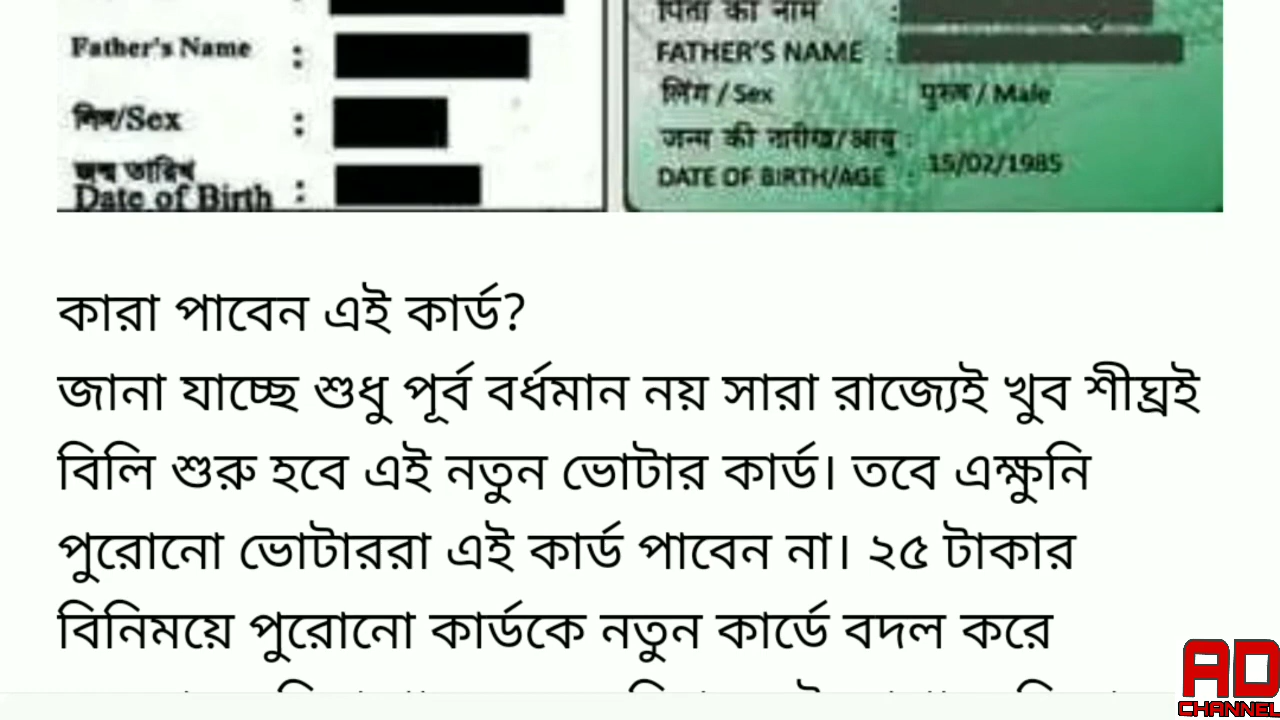 Father's Name :
লিঙ্গ/Sex :
জন্ম তারিখ
Date of Birth :
पिता का नाम :
FATHER'S NAME :
लिंग / Sex : पुरुष / Male
जन्म की तारीख/आयु :
DATE OF BIRTH/AGE : 15/02/1985
কারা পাবেন এই কার্ড?
জানা যাচ্ছে শুধু পূর্ব বর্ধমান নয় সারা রাজ্যেই খুব শীঘ্রই
বিলি শুরু হবে এই নতুন ভোটার কার্ড। তবে এক্ষুনি
পুরোনো ভোটাররা এই কার্ড পাবেন না। ২৫ টাকার
বিনিময়ে পুরোনো কার্ডকে নতুন কার্ডে বদল করে
AD
CHANNEL